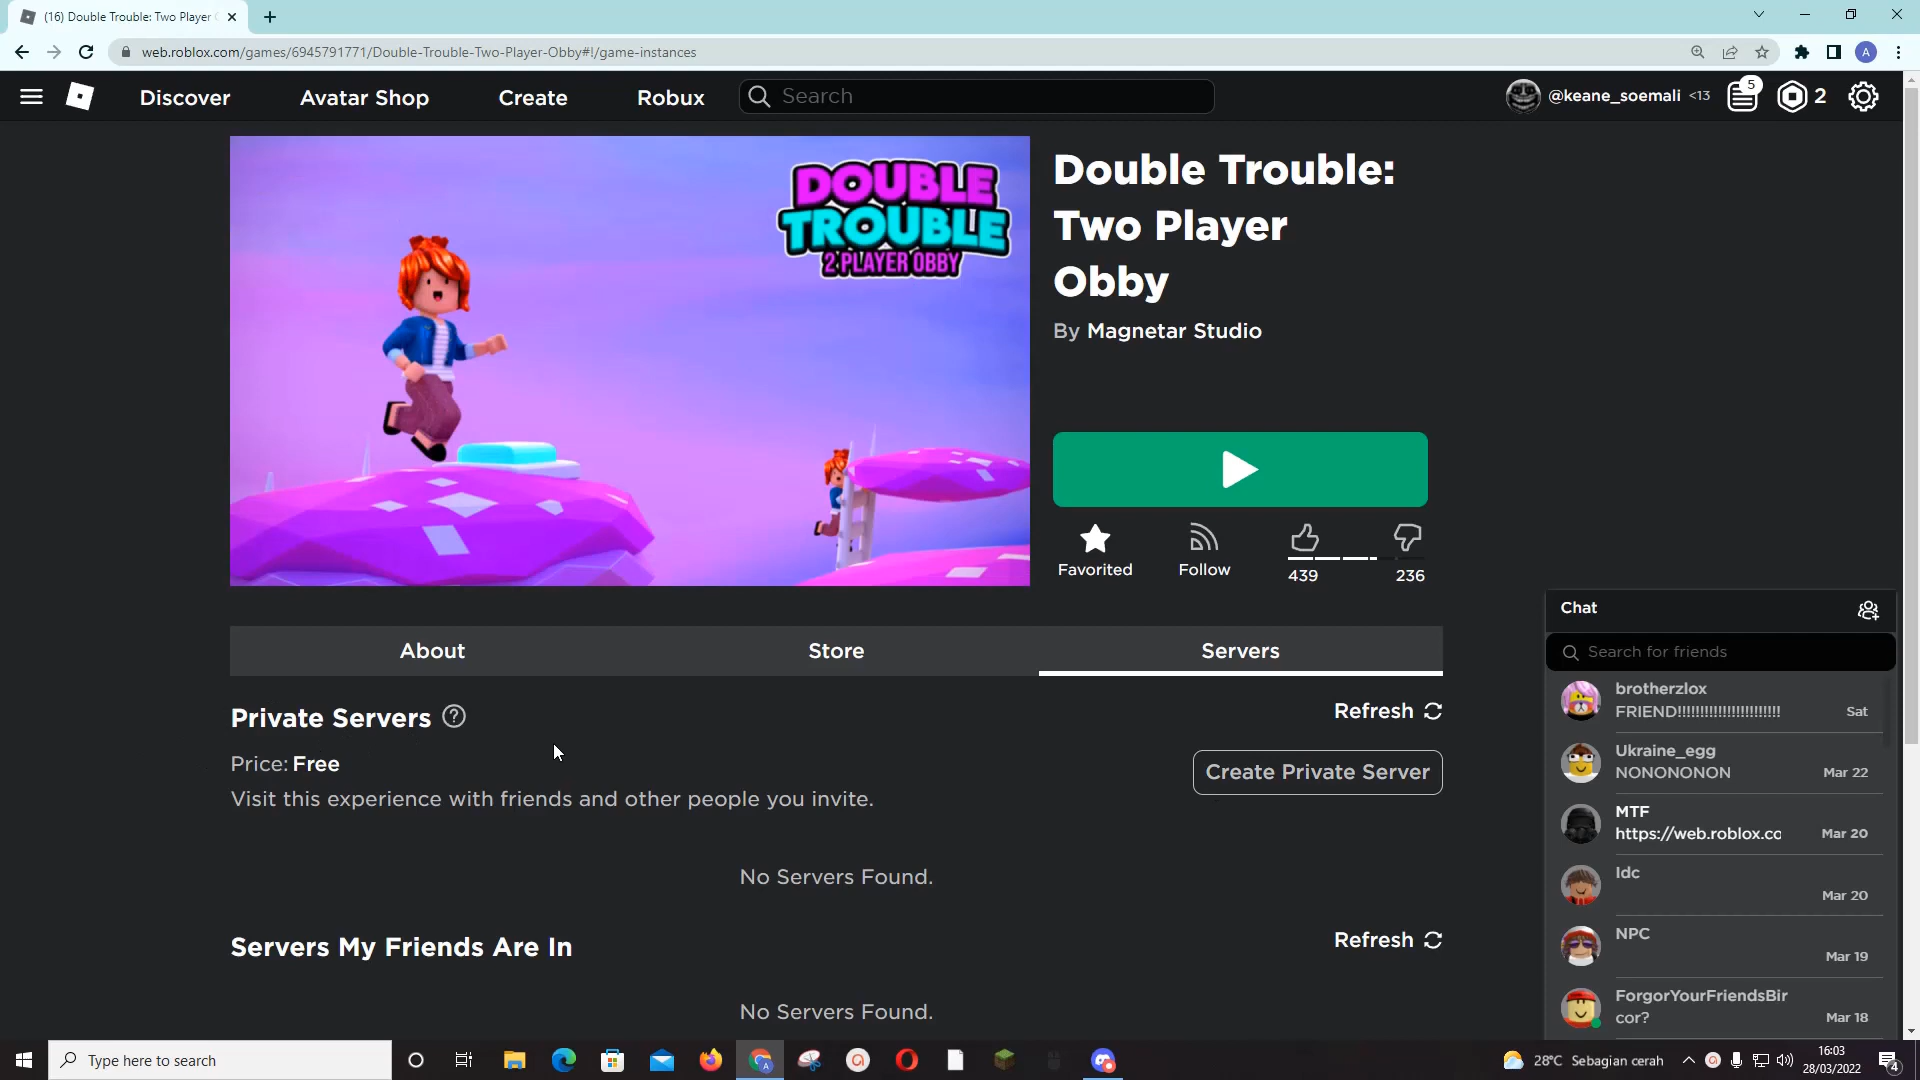 (16) Double Trouble: Two Player
web.roblox.com/games/6945791771/Double-Trouble-Two-Player-Obby#!/game-instances
A
Discover
Avatar Shop
Create
Robux
Search
@keane_soemali <13
5
2
DOUBLE
TROUBLE
2 PLAYER OBBY
Double Trouble:
Two Player
Obby
By Magnetar Studio
Favorited
Follow
439
236
About
Store
Servers
Private Servers
Refresh
Price: Free
Create Private Server
Visit this experience with friends and other people you invite.
No Servers Found.
Servers My Friends Are In
Refresh
No Servers Found.
Chat
Search for friends
brotherzlox
FRIEND!!!!!!!!!!!!!!!!!!!!!!! Sat
Ukraine_egg
NONONONON Mar 22
MTF
https://web.roblox.cc Mar 20
Idc
Mar 20
NPC
Mar 19
ForgorYourFriendsBir
cor? Mar 18
Type here to search
28°C Sebagian cerah
16:03
28/03/2022
4